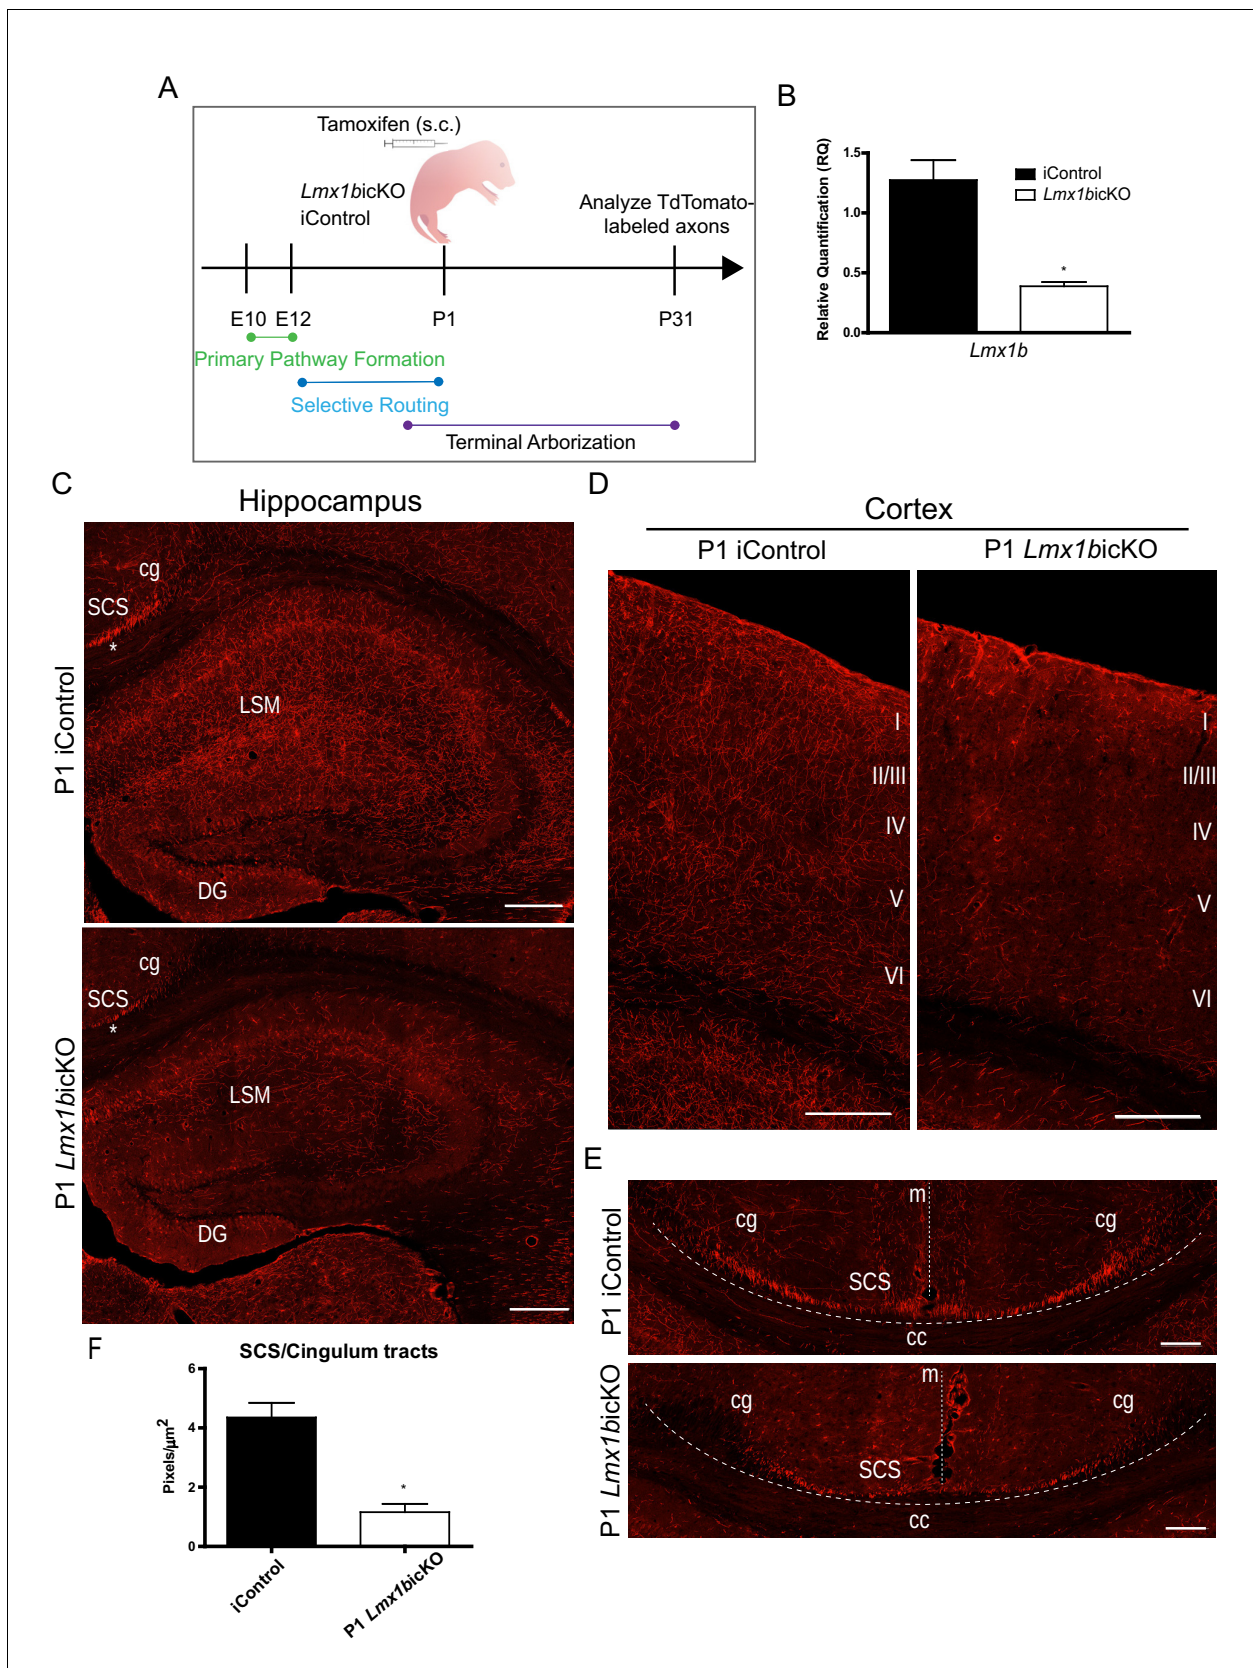 A
Tamoxifen (s.c.)
Lmx1bicKO
iControl
Analyze TdTomato-
labeled axons
E10 E12 P1 P31
Primary Pathway Formation
Selective Routing
Terminal Arborization
B
Relative Quantification (RQ)
1.5
1.0
0.5
0.0
iControl
Lmx1bicKO
*
Lmx1b
C
Hippocampus
P1 iControl
cg
SCS
*
LSM
DG
P1 Lmx1bicKO
cg
SCS
*
LSM
DG
D
Cortex
P1 iControl
P1 Lmx1bicKO
I
II/III
IV
V
VI
I
II/III
IV
V
VI
E
P1 iControl
m
cg
cg
SCS
cc
P1 Lmx1bicKO
m
cg
cg
SCS
cc
F
SCS/Cingulum tracts
Pixels/µm2
6
4
2
0
*
iControl
P1 Lmx1bicKO